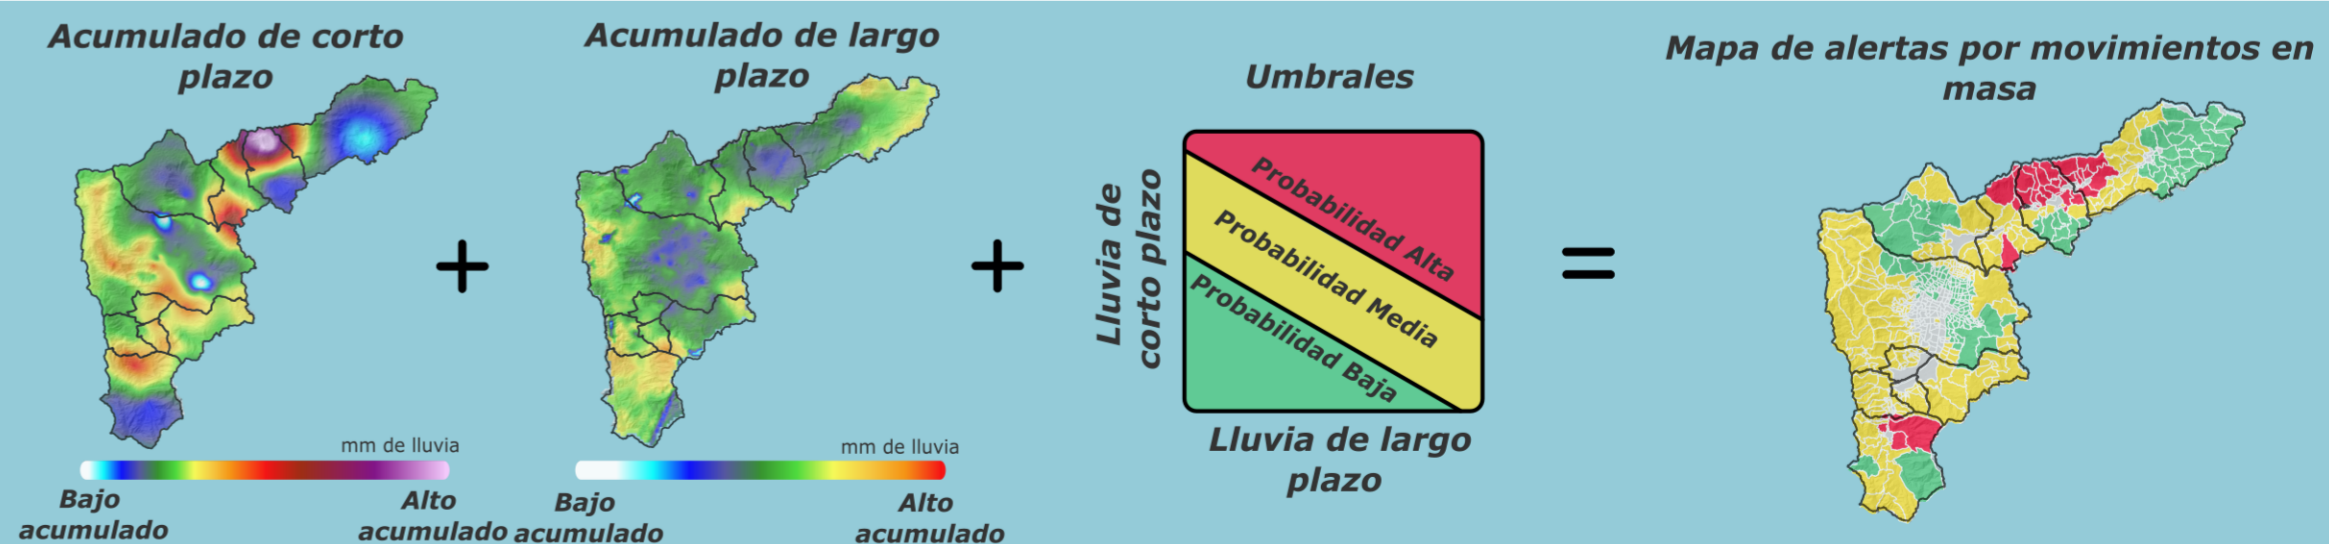 Acumulado de corto
plazo
mm de lluvia
Bajo
acumulado
Alto
acumulado
Acumulado de largo
plazo
mm de lluvia
Bajo
acumulado
Alto
acumulado
Umbrales
Lluvia de
corto plazo
Probabilidad Alta
Probabilidad Media
Probabilidad Baja
Lluvia de largo
plazo
Mapa de alertas por movimientos en
masa